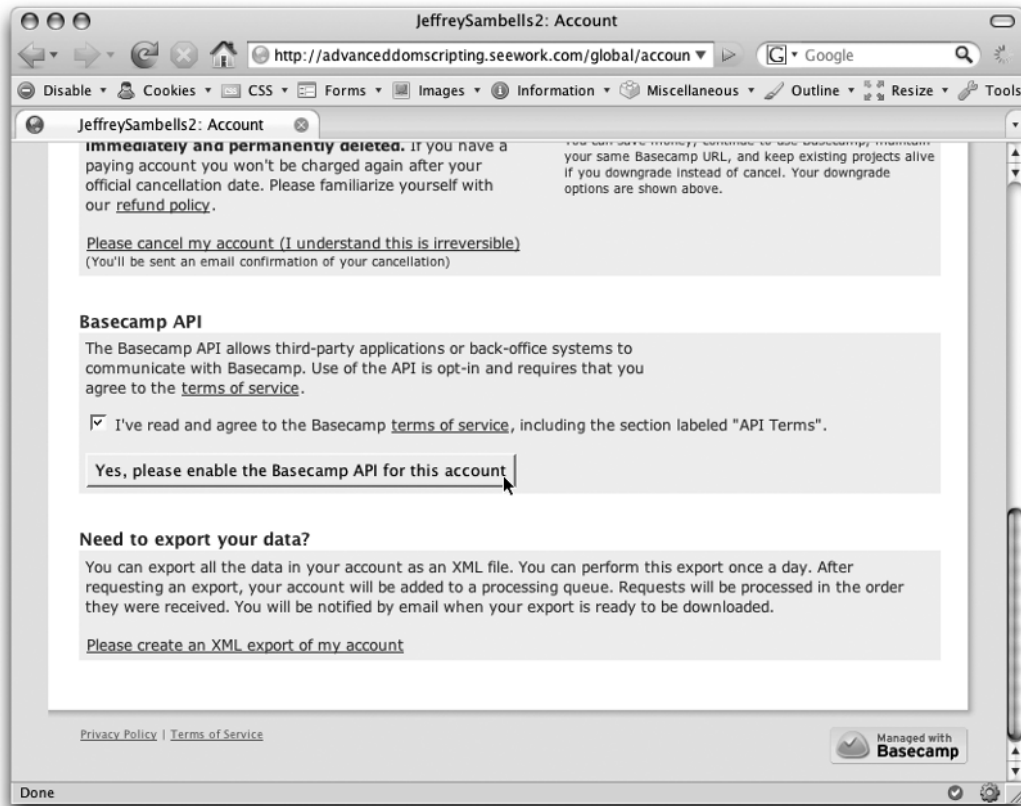 JeffreySambells2: Account
http://advanceddomscripting.seework.com/global/accoun
G Google
Disable Cookies CSS Forms Images Information Miscellaneous Outline Resize Tools
JeffreySambells2: Account
immediately and permanently deleted. If you have a
paying account you won't be charged again after your
official cancellation date. Please familiarize yourself with
our refund policy.
Please cancel my account (I understand this is irreversible)
(You'll be sent an email confirmation of your cancellation)
You can save money, continue to use Basecamp, maintain
your same Basecamp URL, and keep existing projects alive
if you downgrade instead of cancel. Your downgrade
options are shown above.
Basecamp API
The Basecamp API allows third-party applications or back-office systems to
communicate with Basecamp. Use of the API is opt-in and requires that you
agree to the terms of service.
I've read and agree to the Basecamp terms of service, including the section labeled "API Terms".
Yes, please enable the Basecamp API for this account
Need to export your data?
You can export all the data in your account as an XML file. You can perform this export once a day. After
requesting an export, your account will be added to a processing queue. Requests will be processed in the order
they were received. You will be notified by email when your export is ready to be downloaded.
Please create an XML export of my account
Privacy Policy | Terms of Service
Managed with
Basecamp
Done